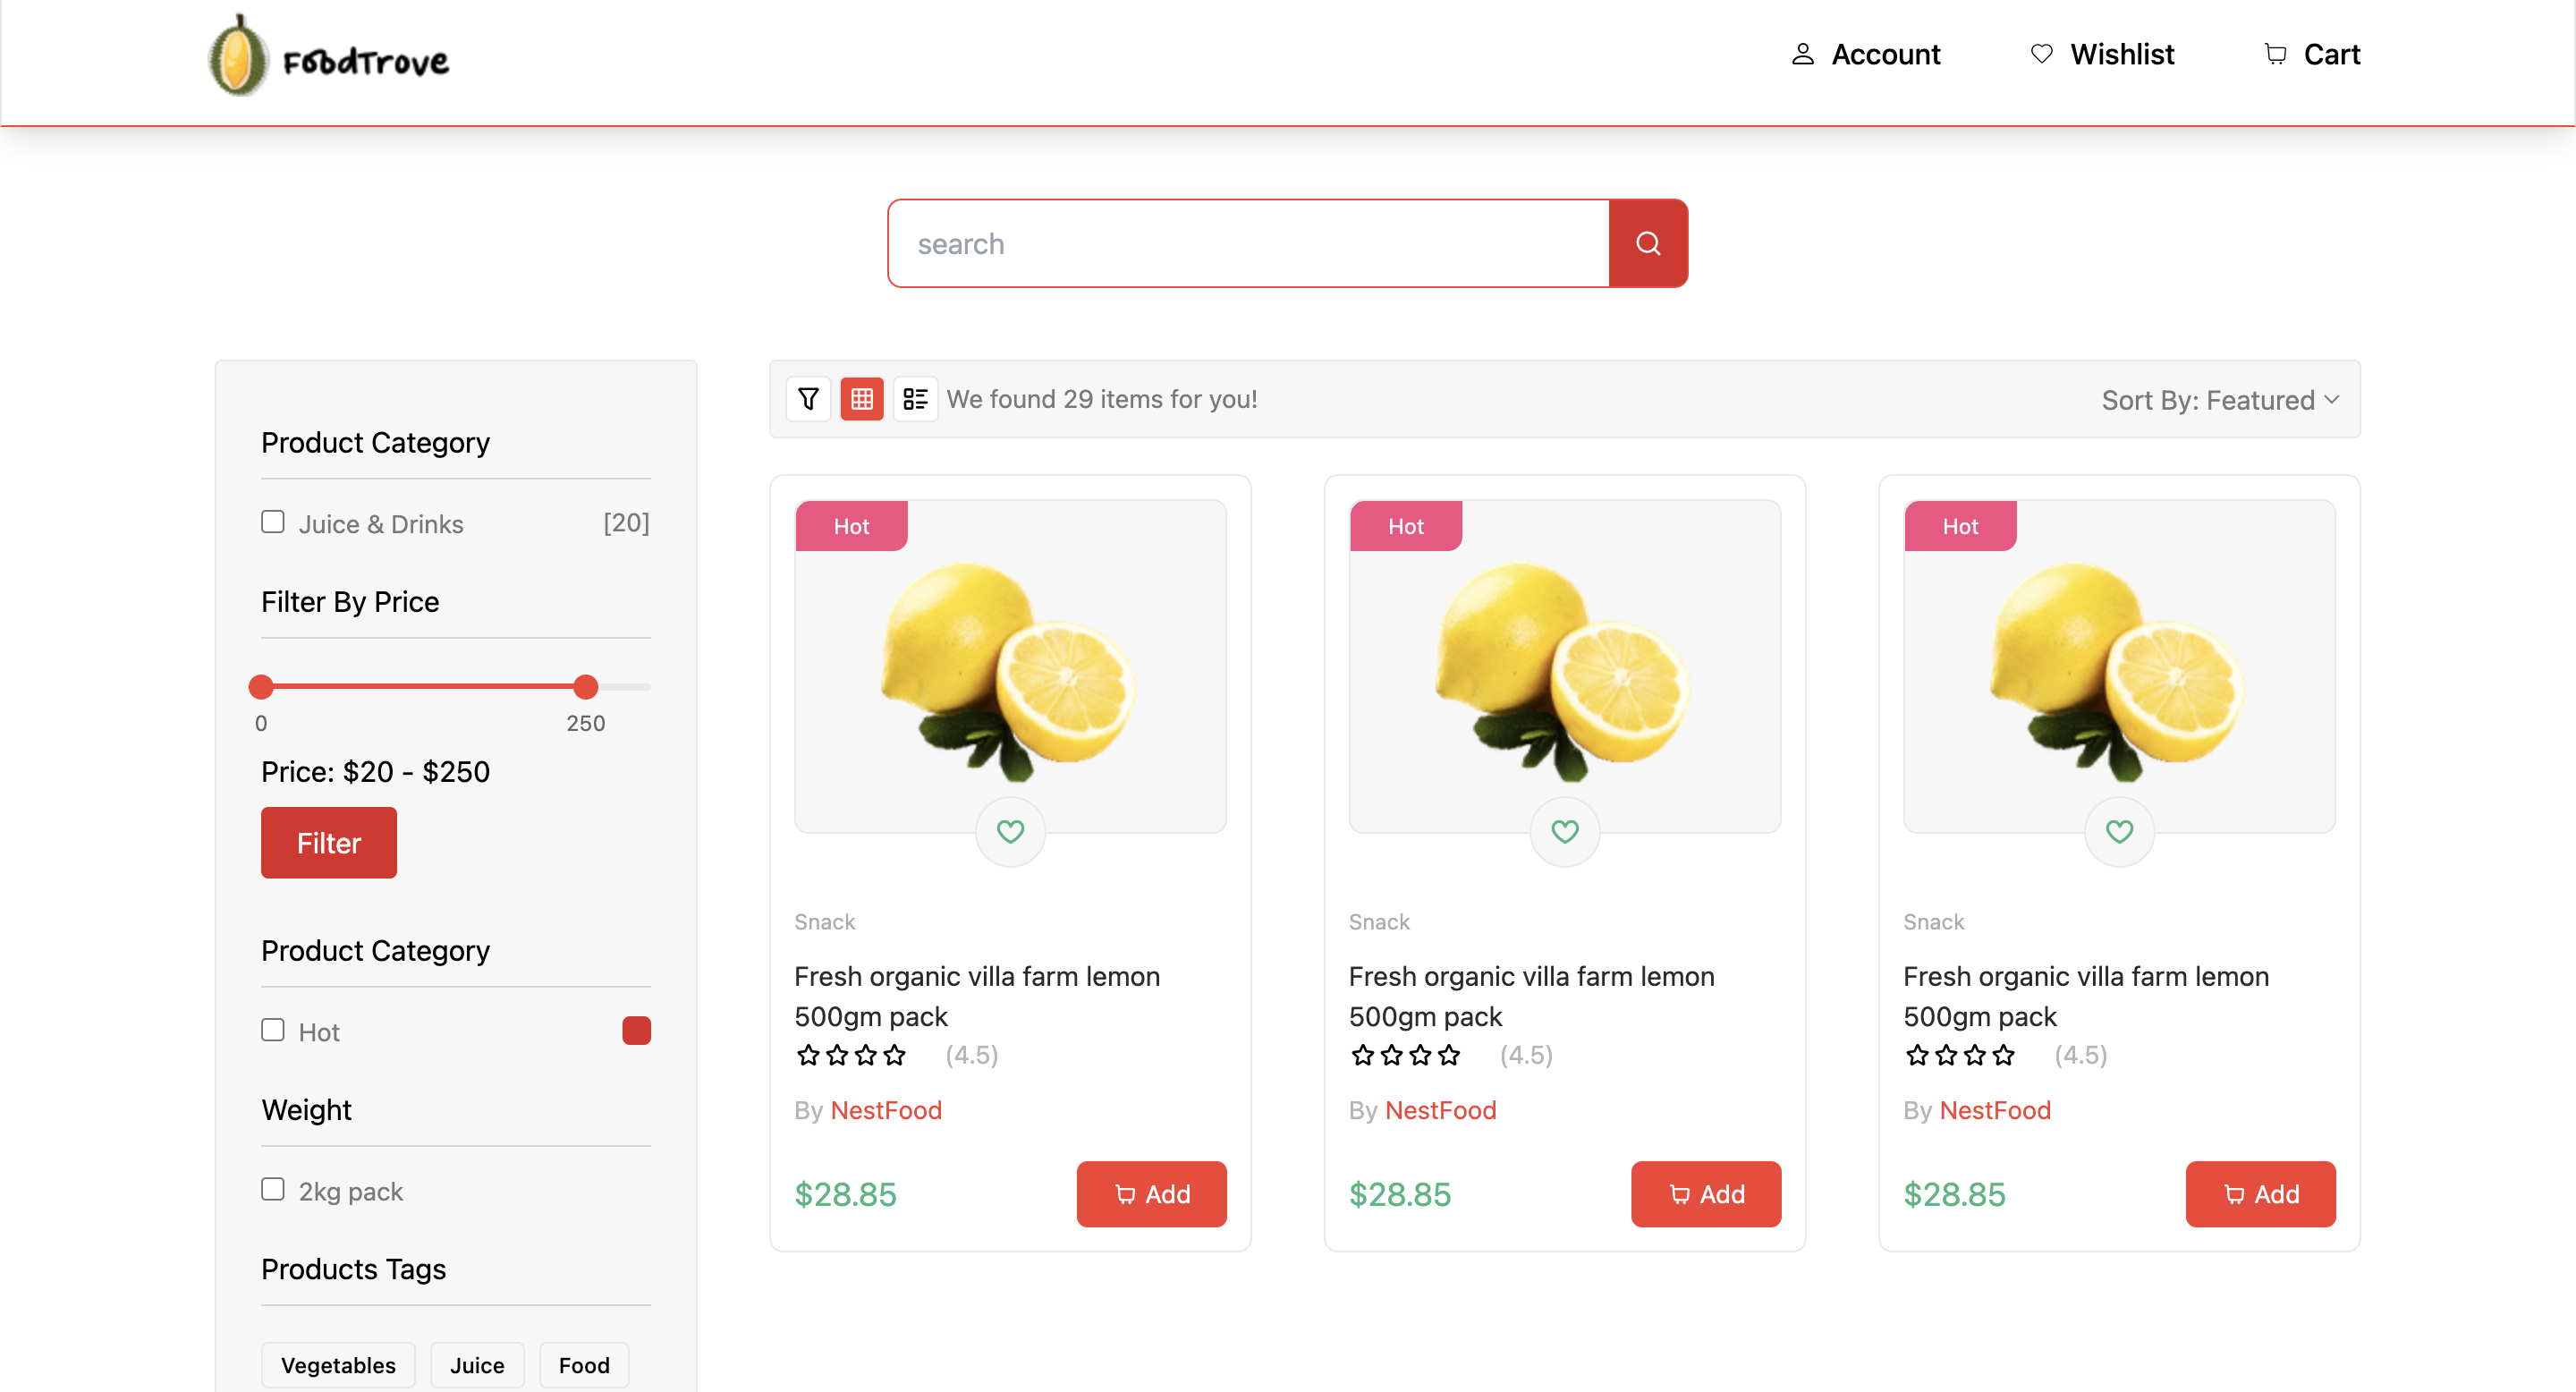 FoodTrove
Account
Wishlist
Cart
search
Product Category
Juice & Drinks [20]
Filter By Price
0 250
Price: $20 - $250
Filter
Product Category
Hot
Weight
2kg pack
Products Tags
Vegetables Juice Food
We found 29 items for you!
Sort By: Featured
Hot
Snack
Fresh organic villa farm lemon
500gm pack
(4.5)
By NestFood
$28.85 Add
Hot
Snack
Fresh organic villa farm lemon
500gm pack
(4.5)
By NestFood
$28.85 Add
Hot
Snack
Fresh organic villa farm lemon
500gm pack
(4.5)
By NestFood
$28.85 Add